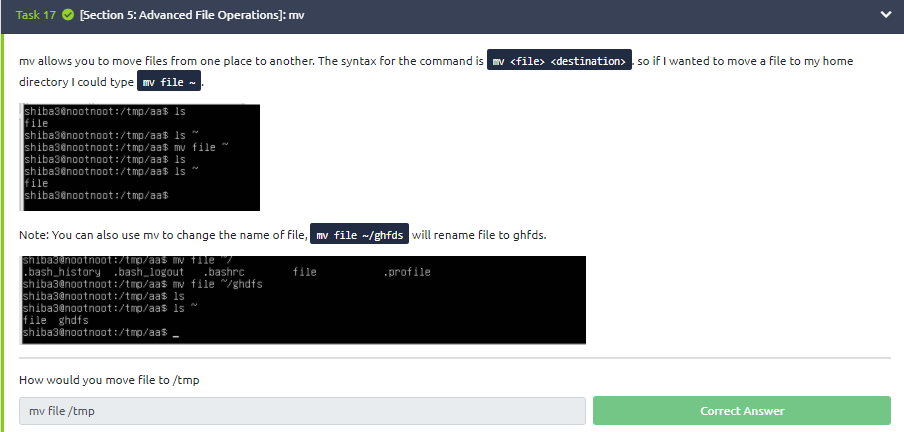 Task 17 [Section 5: Advanced File Operations]: mv
mv allows you to move files from one place to another. The syntax for the command is mv <file> <destination> , so if I wanted to move a file to my home
directory I could type mv file ~ .
shiba3@nootnoot:/tmp/aa$ ls
file
shiba3@nootnoot:/tmp/aa$ ls ~
shiba3@nootnoot:/tmp/aa$ mv file ~
shiba3@nootnoot:/tmp/aa$ ls
shiba3@nootnoot:/tmp/aa$ ls ~
file
shiba3@nootnoot:/tmp/aa$
Note: You can also use mv to change the name of file, mv file ~/ghfds will rename file to ghfds.
shiba3@nootnoot:/tmp/aa$ mv file ~/
.bash_history .bash_logout .bashrc file .profile
shiba3@nootnoot:/tmp/aa$ mv file ~/ghdfs
shiba3@nootnoot:/tmp/aa$ ls
shiba3@nootnoot:/tmp/aa$ ls ~
file ghdfs
shiba3@nootnoot:/tmp/aa$ _
How would you move file to /tmp
mv file /tmp
Correct Answer